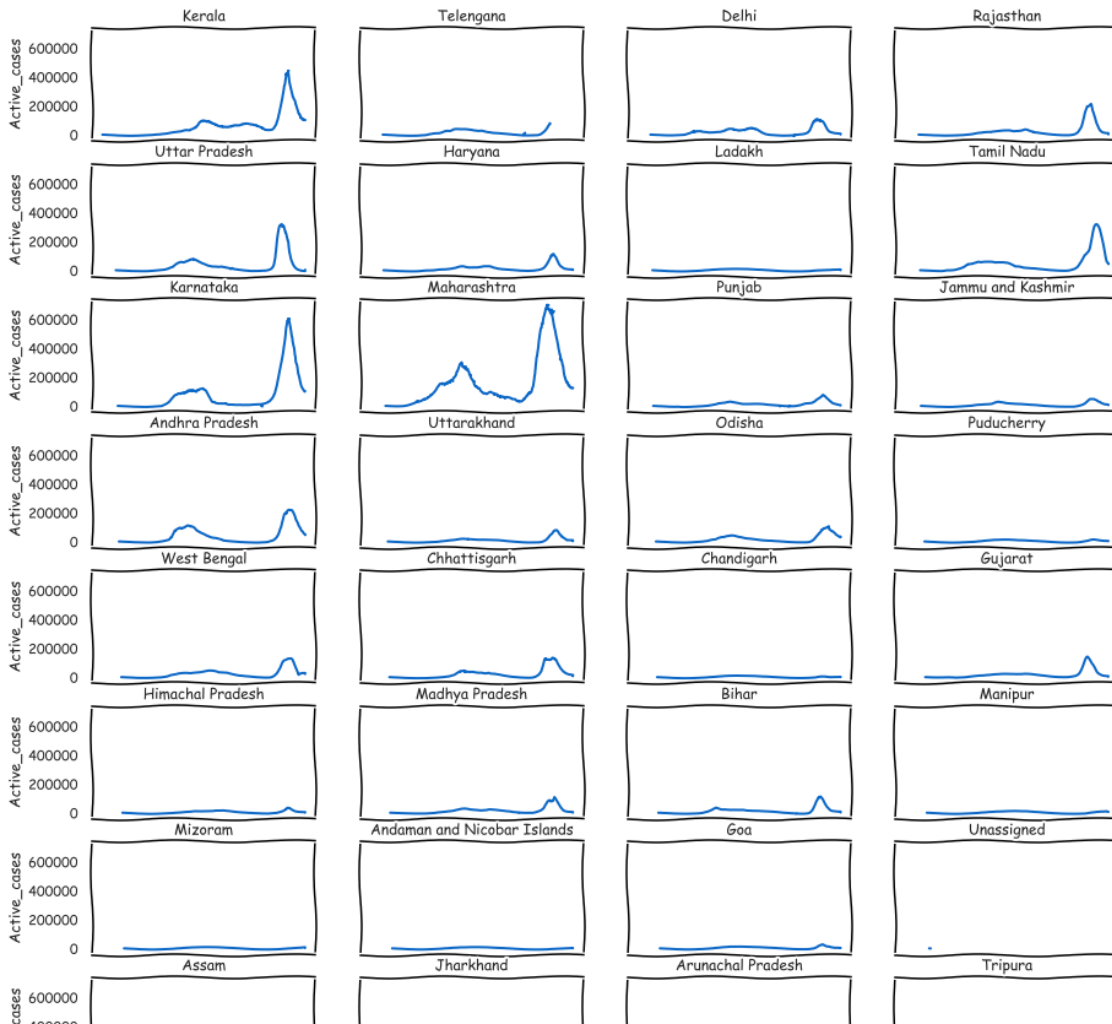 Kerala Telengana Delhi Rajasthan
Active_cases
600000
400000
200000
0
Uttar Pradesh Haryana Ladakh Tamil Nadu
Active_cases
600000
400000
200000
0
Karnataka Maharashtra Punjab Jammu and Kashmir
Active_cases
600000
400000
200000
0
Andhra Pradesh Uttarakhand Odisha Puducherry
Active_cases
600000
400000
200000
0
West Bengal Chhattisgarh Chandigarh Gujarat
Active_cases
600000
400000
200000
0
Himachal Pradesh Madhya Pradesh Bihar Manipur
Active_cases
600000
400000
200000
0
Mizoram Andaman and Nicobar Islands Goa Unassigned
Active_cases
600000
400000
200000
0
Assam Jharkhand Arunachal Pradesh Tripura
cases
600000